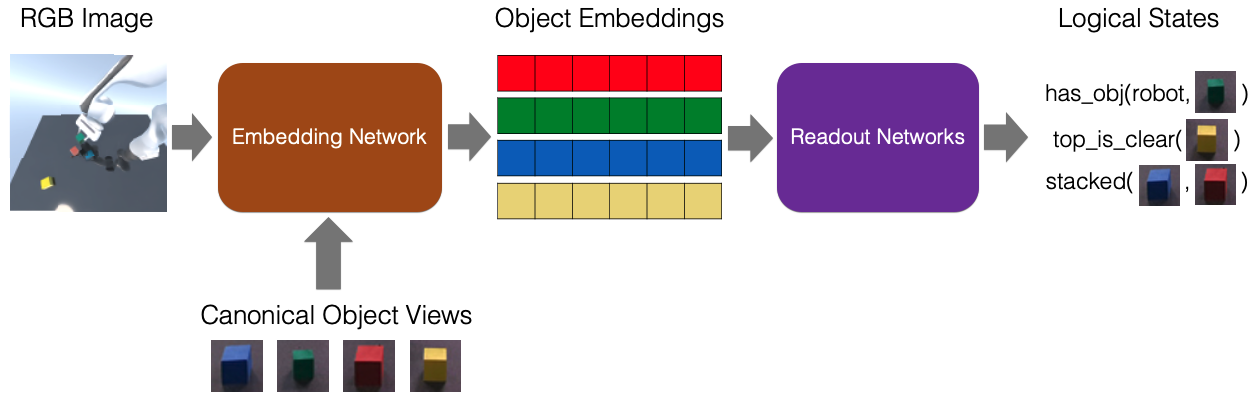 RGB Image
Object Embeddings
Logical States
Embedding Network
Readout Networks
has_obj(robot, )
top_is_clear( )
stacked( , )
Canonical Object Views